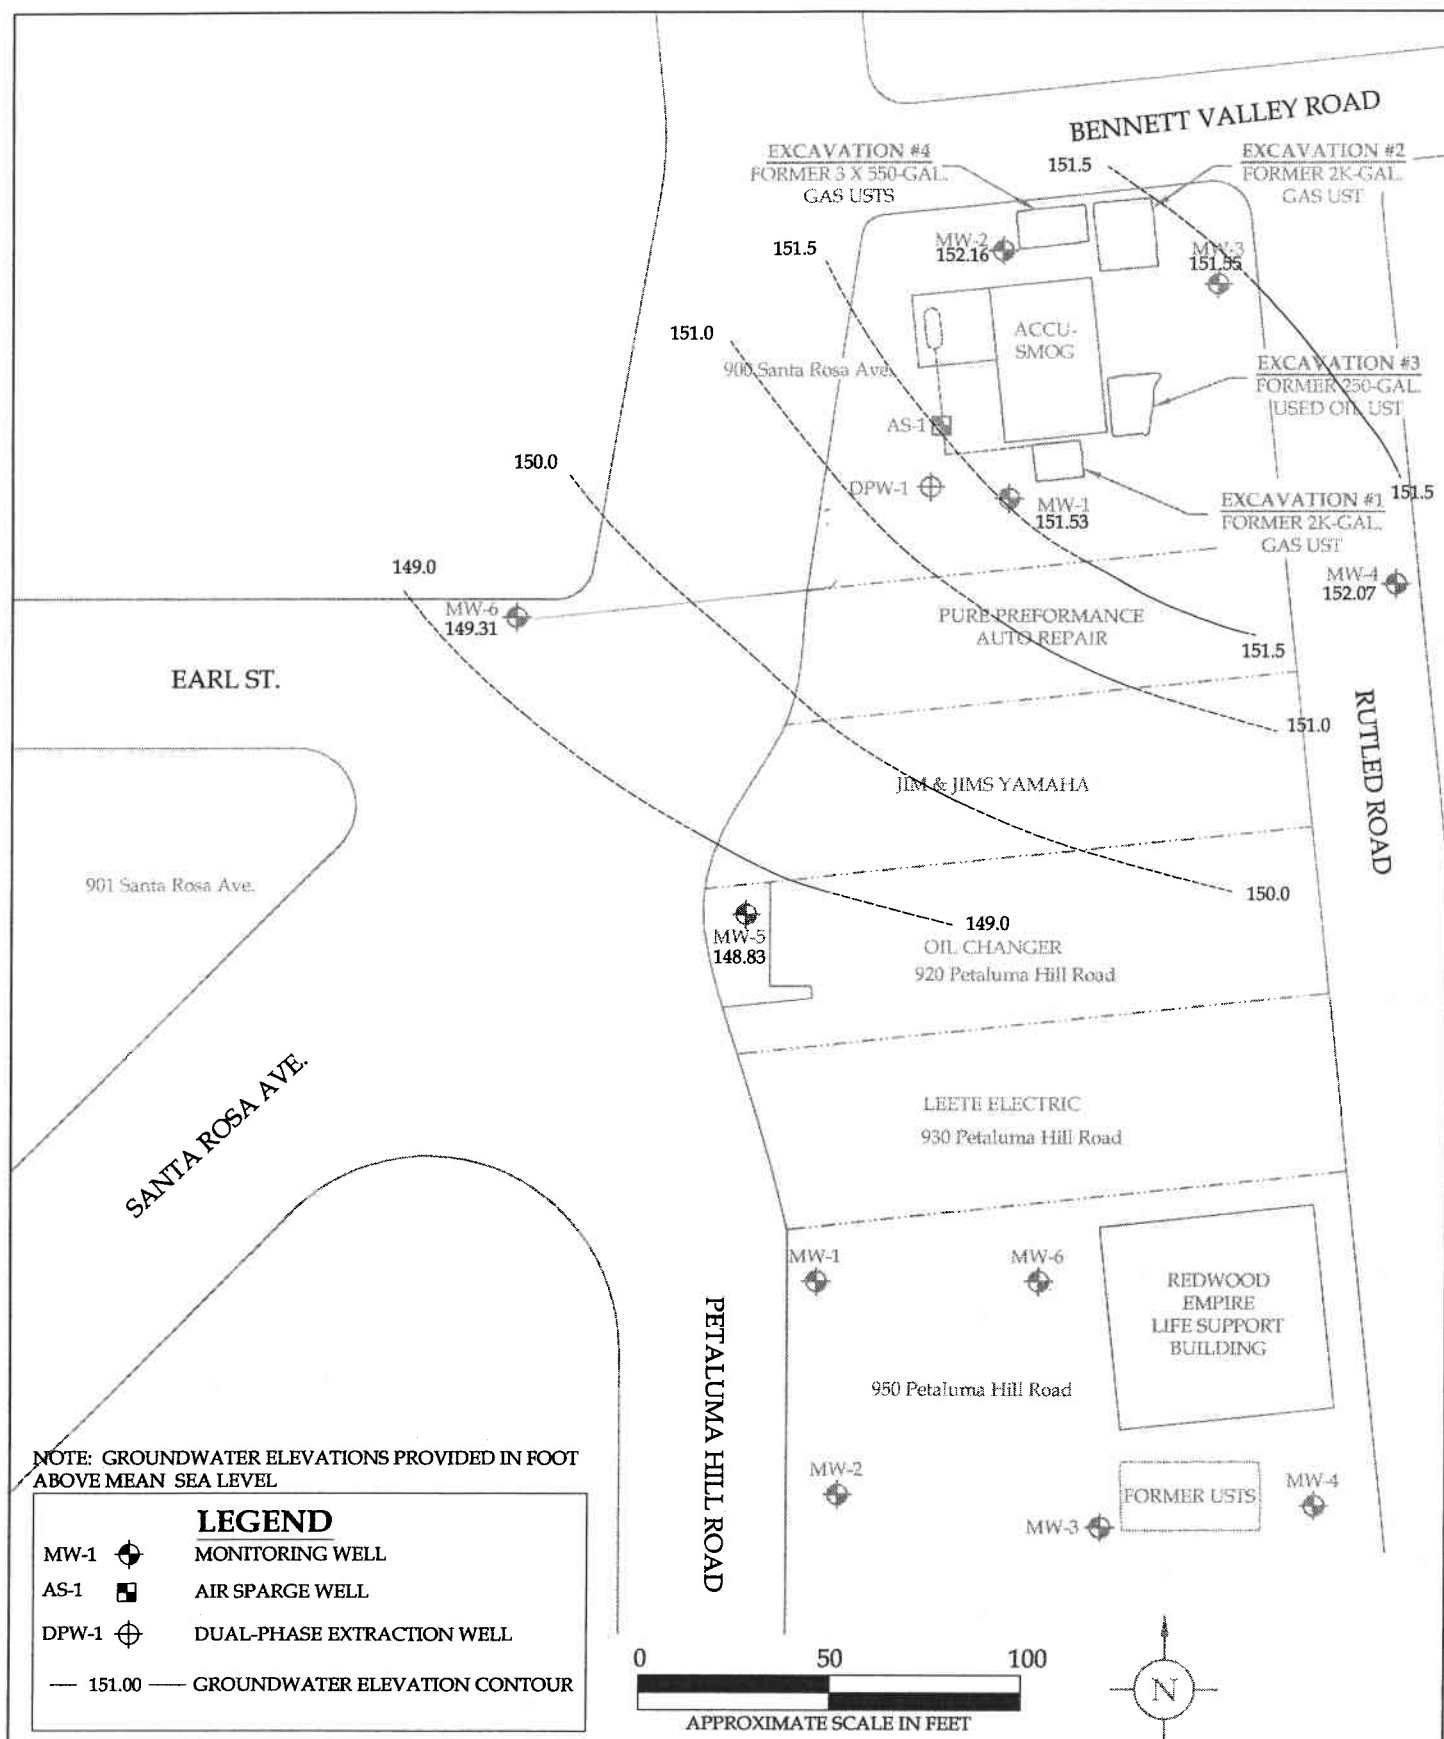 BENNETT VALLEY ROAD
EXCAVATION #4
FORMER 3 X 550-GAL.
GAS USTS
151.5
EXCAVATION #2
FORMER 2K-GAL.
GAS UST
151.5
MW-2
152.16
MW-3
151.55
151.0
ACCU-
SMOG
900 Santa Rosa Ave.
EXCAVATION #3
FORMER 250-GAL.
USED OIL UST
AS-1
150.0
DPW-1
MW-1
151.53
151.5
EXCAVATION #1
FORMER 2K-GAL.
GAS UST
149.0
MW-6
149.31
MW-4
152.07
PURE PREFORMANCE
AUTO REPAIR
151.5
EARL ST.
151.0
RUTLED ROAD
JIM & JIMS YAMAHA
901 Santa Rosa Ave.
150.0
149.0
MW-5
148.83
OIL CHANGER
920 Petaluma Hill Road
SANTA ROSA AVE.
LEETE ELECTRIC
930 Petaluma Hill Road
MW-1
MW-6
REDWOOD
EMPIRE
LIFE SUPPORT
BUILDING
PETALUMA HILL ROAD
950 Petaluma Hill Road
MW-2
FORMER USTS
MW-4
MW-3
NOTE: GROUNDWATER ELEVATIONS PROVIDED IN FOOT
ABOVE MEAN SEA LEVEL
LEGEND
MW-1 MONITORING WELL
AS-1 AIR SPARGE WELL
DPW-1 DUAL-PHASE EXTRACTION WELL
151.00 GROUNDWATER ELEVATION CONTOUR
0 50 100
APPROXIMATE SCALE IN FEET
N